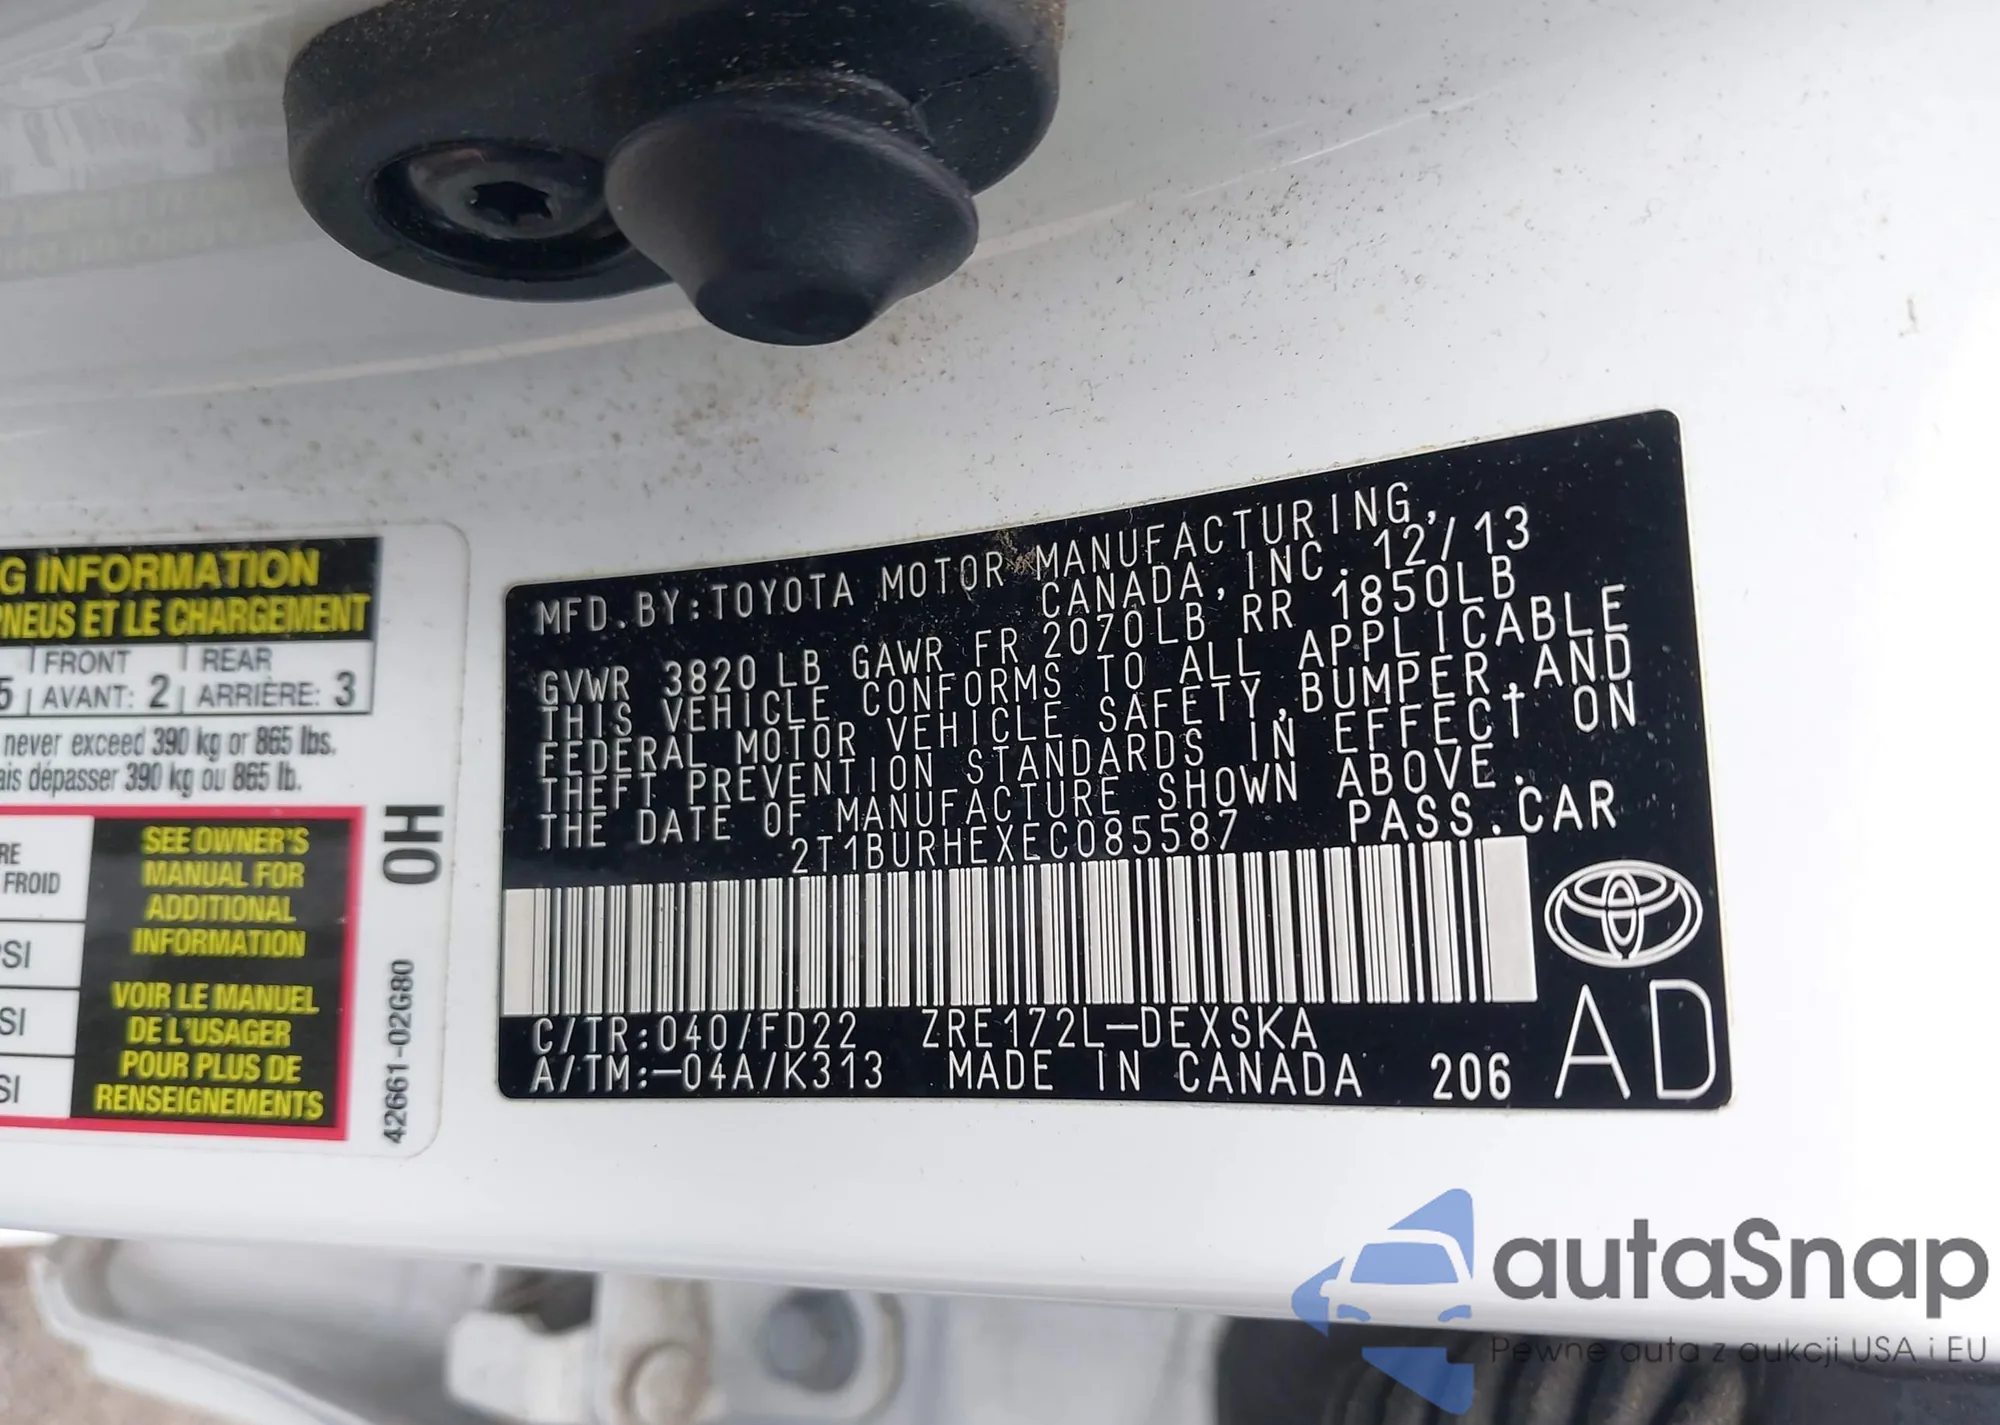 G INFORMATION
PNEUS ET LE CHARGEMENT
FRONT REAR
5 AVANT: 2 ARRIÈRE: 3
never exceed 390 kg or 865 lbs.
ais dépasser 390 kg ou 865 lb.
RE
FROID
PSI
SI
SI
SEE OWNER'S
MANUAL FOR
ADDITIONAL
INFORMATION
VOIR LE MANUEL
DE L'USAGER
POUR PLUS DE
RENSEIGNEMENTS
0H
42661-02G80
MFD.BY:TOYOTA MOTOR MANUFACTURING,
CANADA, INC. 12/13
GVWR 3820 LB GAWR FR 2070LB RR 1850LB
THIS VEHICLE CONFORMS TO ALL APPLICABLE
FEDERAL MOTOR VEHICLE SAFETY,BUMPER,AND
THEFT PREVENTION STANDARDS IN EFFECT ON
THE DATE OF MANUFACTURE SHOWN ABOVE.
2T1BURHEXEC085587 PASS.CAR
C/TR:040/FD22 ZRE172L-DEXSKA
A/TM:-04A/K313 MADE IN CANADA 206
AD
autaSnap
Pewne auta z aukcji USA i EU